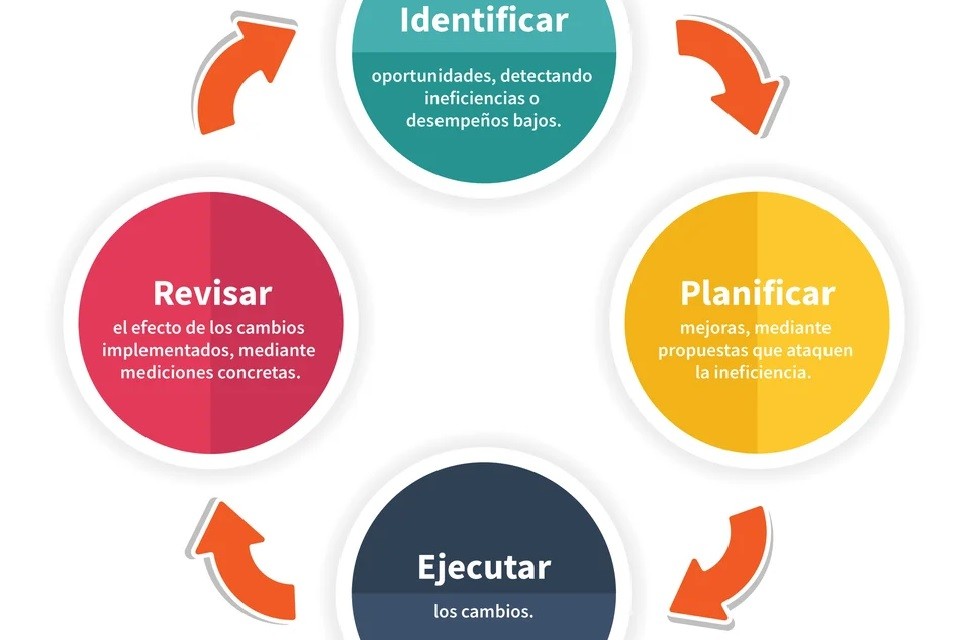 Identificar
oportunidades, detectando
ineficiencias o
desempeños bajos.
Planificar
mejoras, mediante
propuestas que ataquen
la ineficiencia.
Ejecutar
los cambios.
Revisar
el efecto de los cambios
implementados, mediante
mediciones concretas.